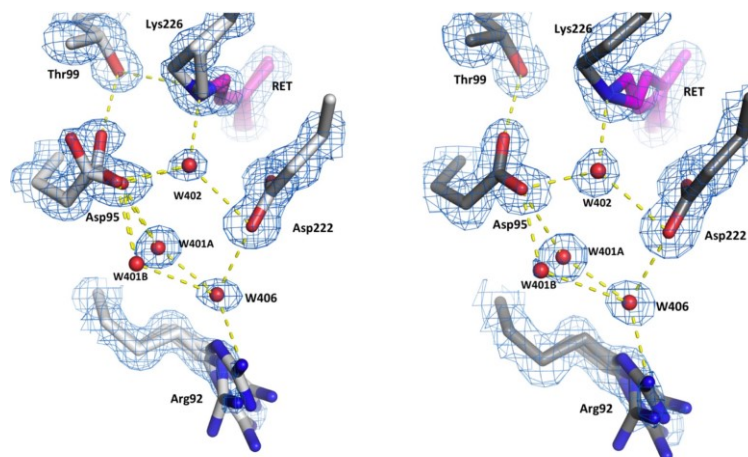 Lys226
Thr99
RET
W402
Asp95
Asp222
W401A
W401B
W406
Arg92
Lys226
Thr99
RET
W402
Asp95
Asp222
W401A
W401B
W406
Arg92